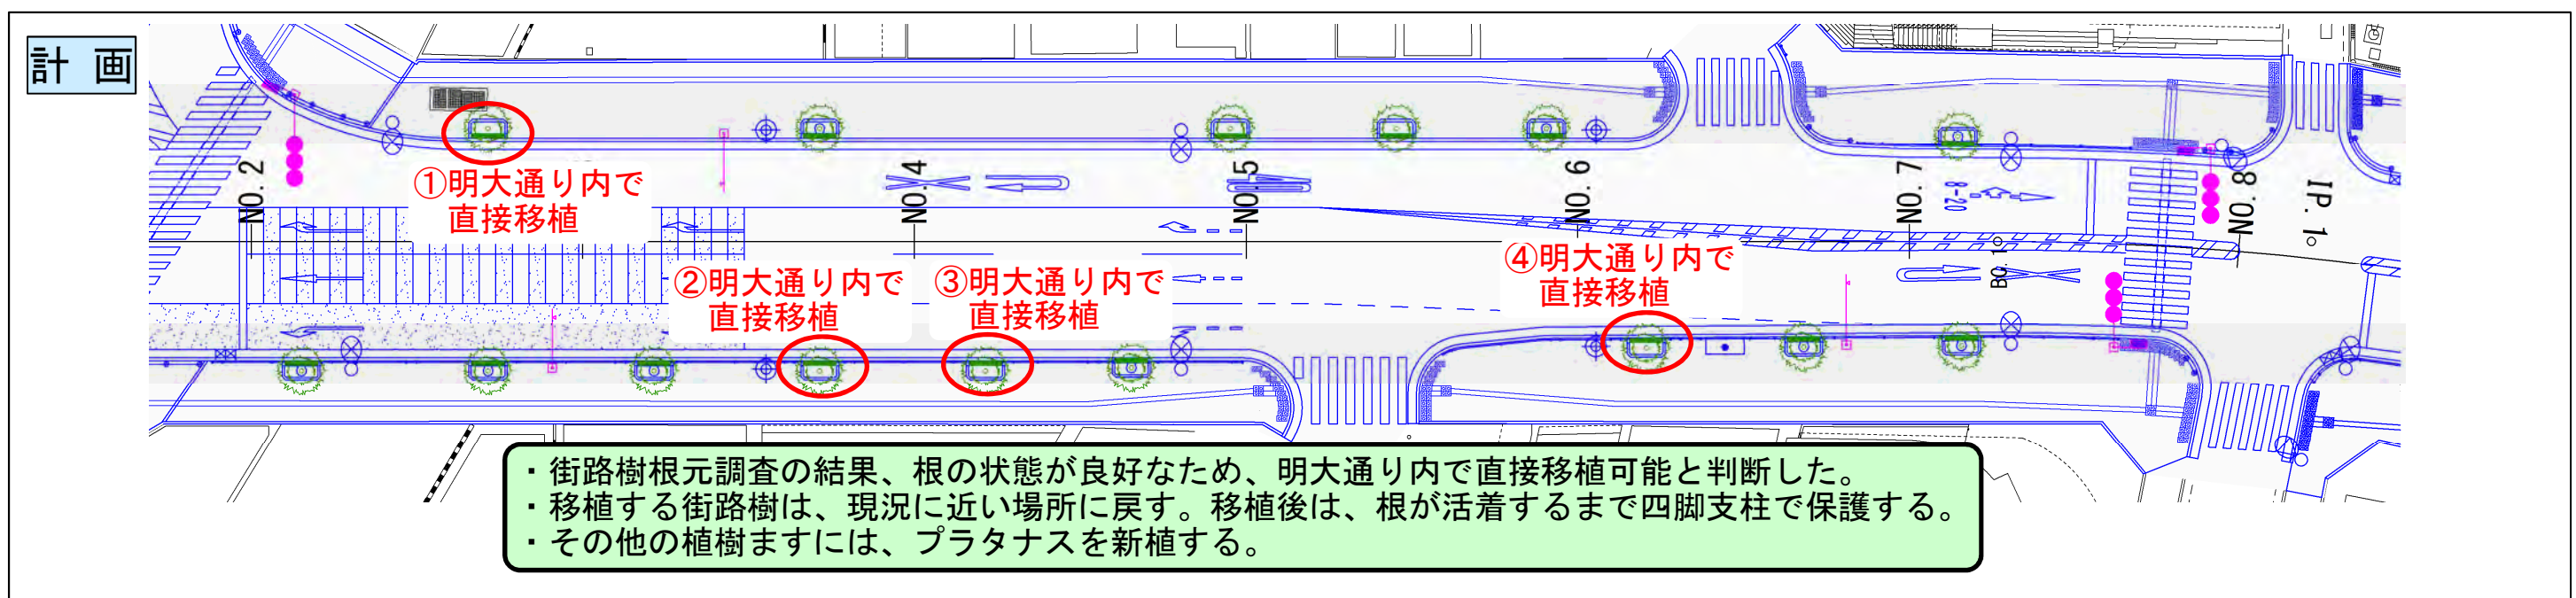 計 画
①明大通り内で
直接移植
②明大通り内で
直接移植
③明大通り内で
直接移植
④明大通り内で
直接移植
NO. 2
NO. 4
NO. 5
NO. 6
NO. 7
8-20
NO. 8
IP. 1
・街路樹根元調査の結果、根の状態が良好なため、明大通り内で直接移植可能と判断した。
・移植する街路樹は、現況に近い場所に戻す。移植後は、根が活着するまで四脚支柱で保護する。
・その他の植樹ますには、プラタナスを新植する。